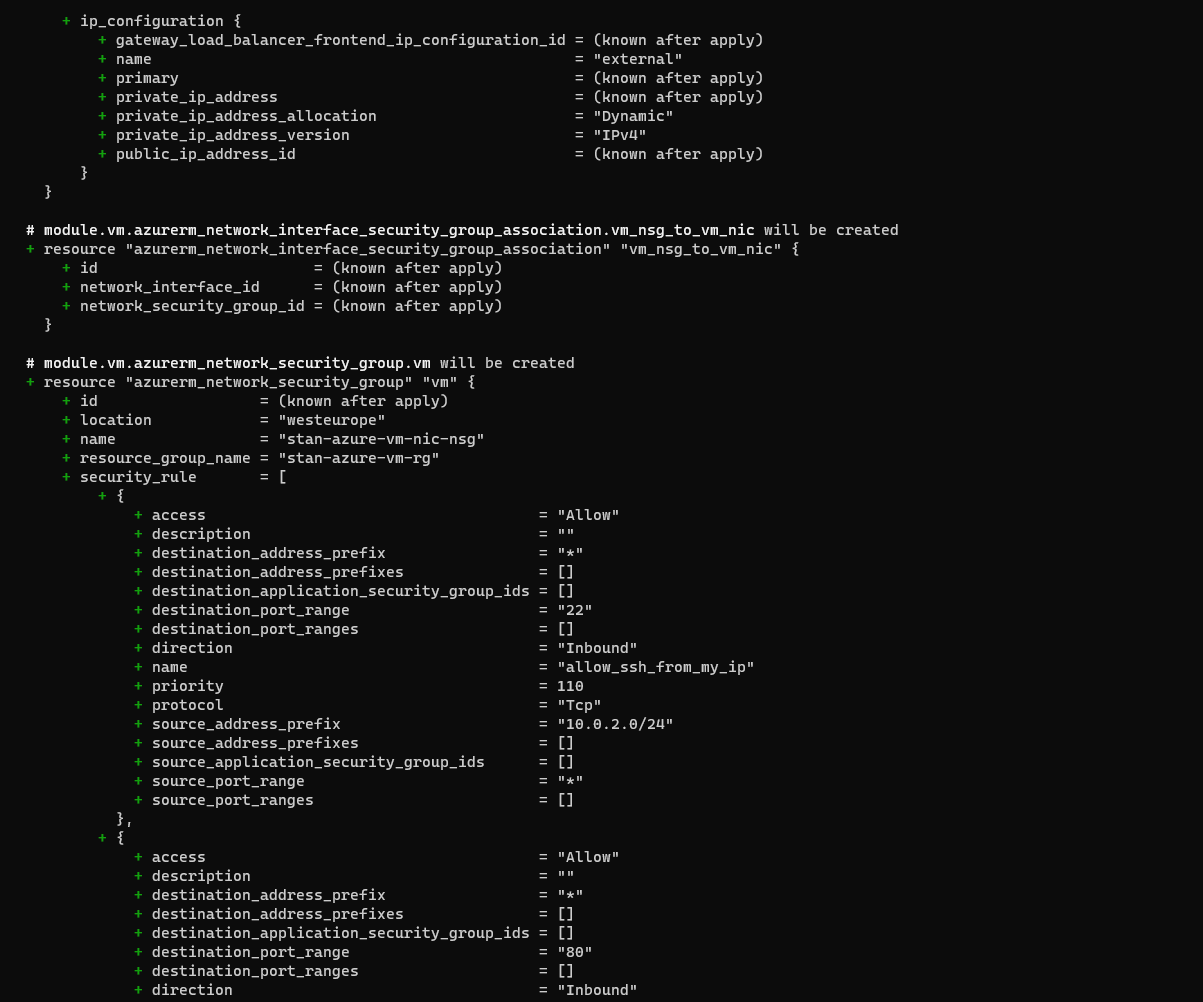 + ip_configuration {
+ gateway_load_balancer_frontend_ip_configuration_id = (known after apply)
+ name = "external"
+ primary = (known after apply)
+ private_ip_address = (known after apply)
+ private_ip_address_allocation = "Dynamic"
+ private_ip_address_version = "IPv4"
+ public_ip_address_id = (known after apply)
}
}
# module.vm.azurerm_network_interface_security_group_association.vm_nsg_to_vm_nic will be created
+ resource "azurerm_network_interface_security_group_association" "vm_nsg_to_vm_nic" {
+ id = (known after apply)
+ network_interface_id = (known after apply)
+ network_security_group_id = (known after apply)
}
# module.vm.azurerm_network_security_group.vm will be created
+ resource "azurerm_network_security_group" "vm" {
+ id = (known after apply)
+ location = "westeurope"
+ name = "stan-azure-vm-nic-nsg"
+ resource_group_name = "stan-azure-vm-rg"
+ security_rule = [
+ {
+ access = "Allow"
+ description = ""
+ destination_address_prefix = "*"
+ destination_address_prefixes = []
+ destination_application_security_group_ids = []
+ destination_port_range = "22"
+ destination_port_ranges = []
+ direction = "Inbound"
+ name = "allow_ssh_from_my_ip"
+ priority = 110
+ protocol = "Tcp"
+ source_address_prefix = "10.0.2.0/24"
+ source_address_prefixes = []
+ source_application_security_group_ids = []
+ source_port_range = "*"
+ source_port_ranges = []
},
+ {
+ access = "Allow"
+ description = ""
+ destination_address_prefix = "*"
+ destination_address_prefixes = []
+ destination_application_security_group_ids = []
+ destination_port_range = "80"
+ destination_port_ranges = []
+ direction = "Inbound"